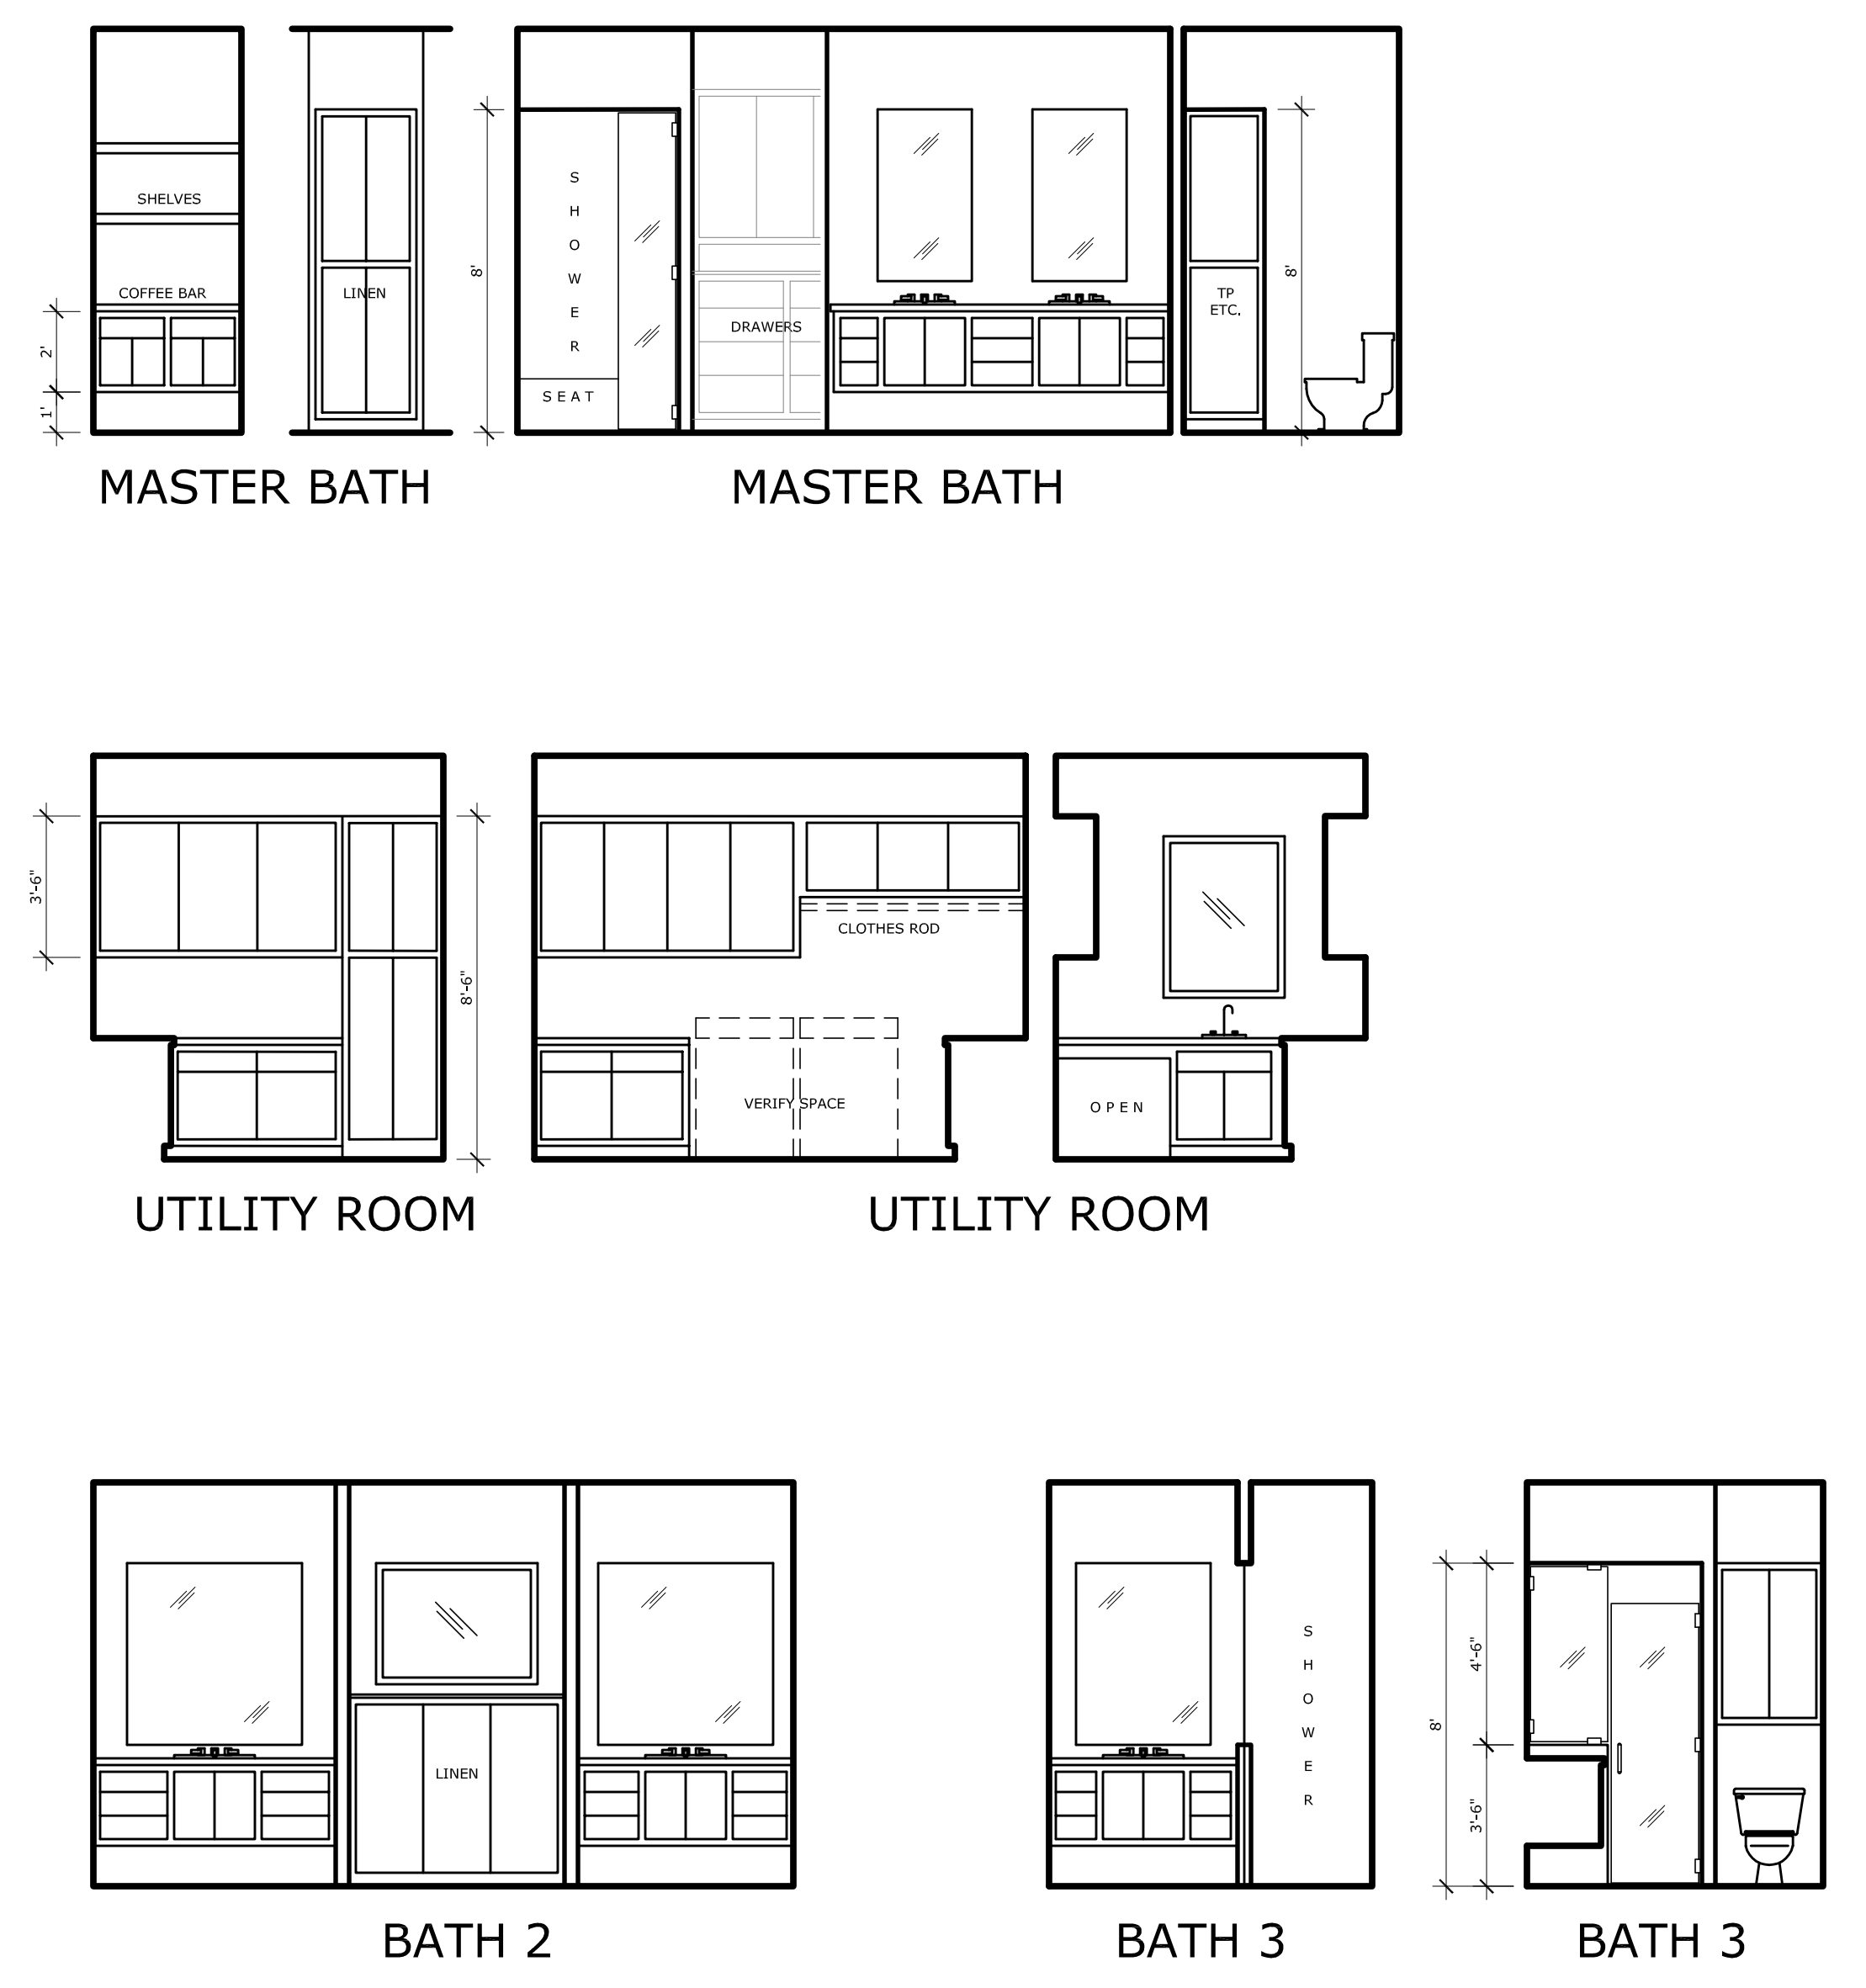 SHELVES
COFFEE BAR
2'
1'
LINEN
8'
S
H
O
W
E
R
SEAT
DRAWERS
TP
ETC.
8'
MASTER BATH
MASTER BATH
3'-6"
8'-6"
CLOTHES ROD
VERIFY SPACE
OPEN
UTILITY ROOM
UTILITY ROOM
LINEN
S
H
O
W
E
R
8'
4'-6"
3'-6"
BATH 2
BATH 3
BATH 3